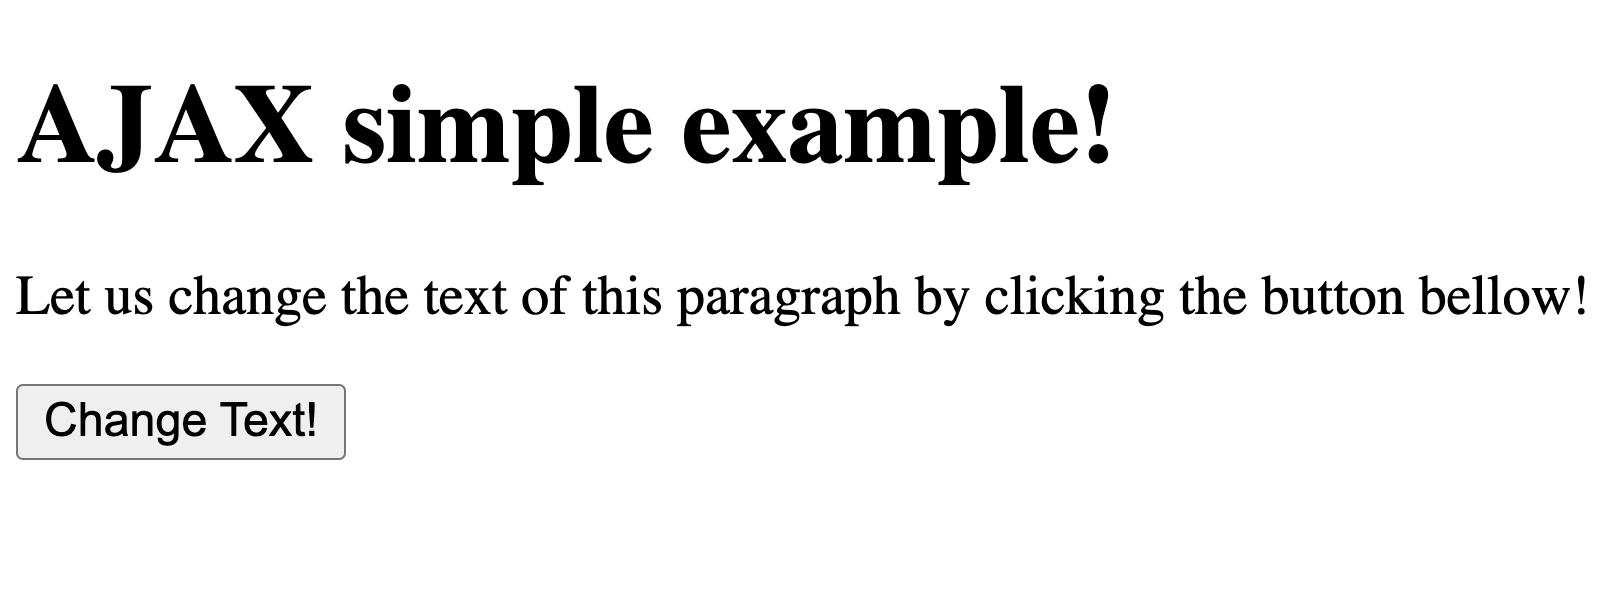 AJAX simple example!
Let us change the text of this paragraph by clicking the button bellow!
Change Text!